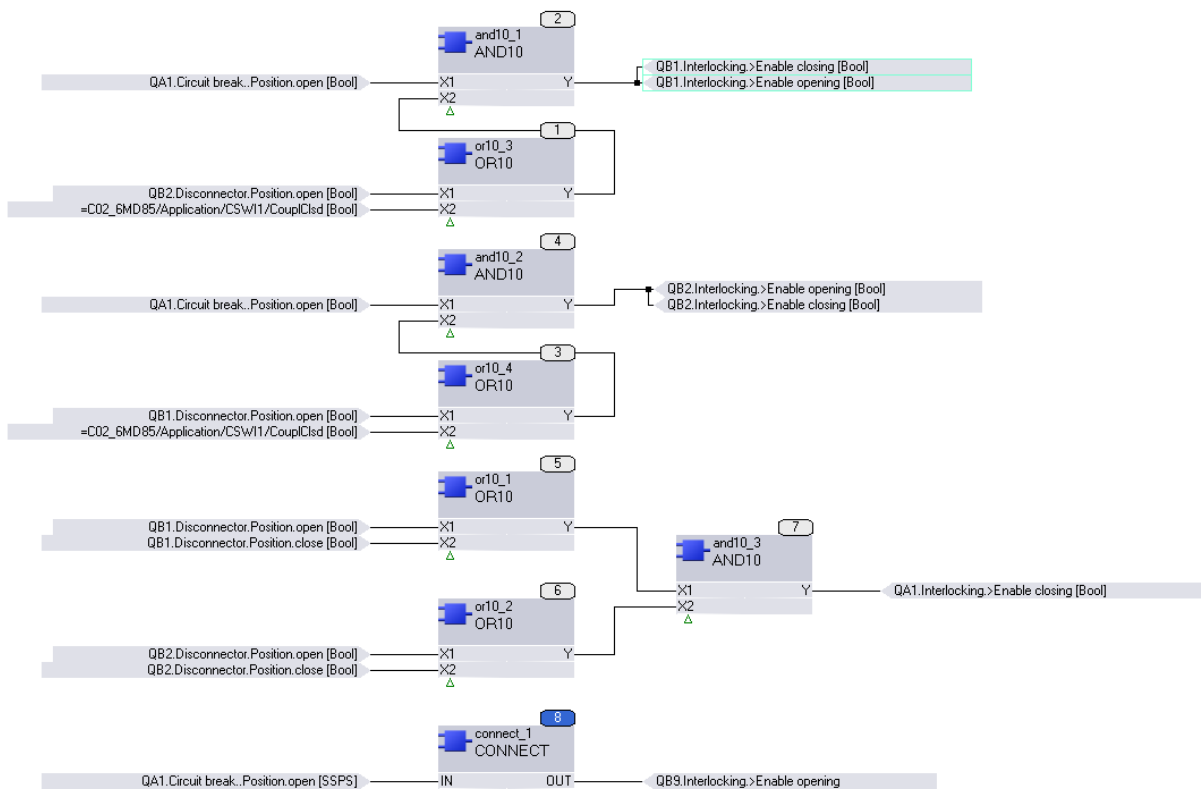 2
and10_1
AND10
QA1.Circuit break..Position.open [Bool]
X1
Y
QB1.Interlocking.>Enable closing [Bool]
QB1.Interlocking.>Enable opening [Bool]
X2
1
or10_3
OR10
QB2.Disconnector.Position.open [Bool]
X1
Y
=C02_6MD85/Application/CSWI1/CouplClsd [Bool]
X2
4
and10_2
AND10
QA1.Circuit break..Position.open [Bool]
X1
Y
QB2.Interlocking.>Enable opening [Bool]
QB2.Interlocking.>Enable closing [Bool]
X2
3
or10_4
OR10
QB1.Disconnector.Position.open [Bool]
X1
Y
=C02_6MD85/Application/CSWI1/CouplClsd [Bool]
X2
5
or10_1
OR10
QB1.Disconnector.Position.open [Bool]
X1
Y
QB1.Disconnector.Position.close [Bool]
X2
7
and10_3
AND10
X1
Y
QA1.Interlocking.>Enable closing [Bool]
X2
6
or10_2
OR10
QB2.Disconnector.Position.open [Bool]
X1
Y
QB2.Disconnector.Position.close [Bool]
X2
8
connect_1
CONNECT
QA1.Circuit break..Position.open [SSPS]
IN
OUT
QB9.Interlocking.>Enable opening